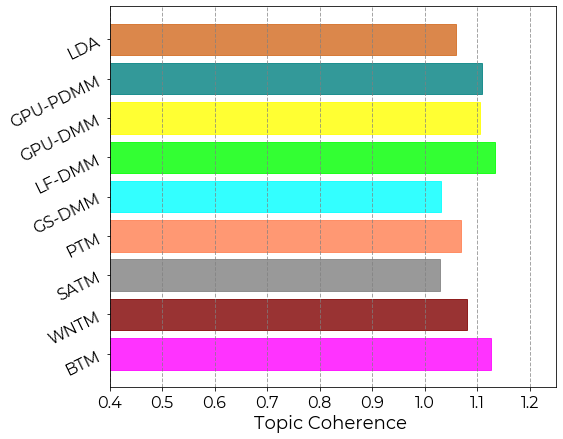 LDA
GPU-PDMM
GPU-DMM
LF-DMM
GS-DMM
PTM
SATM
WNTM
BTM
0.4 0.5 0.6 0.7 0.8 0.9 1.0 1.1 1.2
Topic Coherence